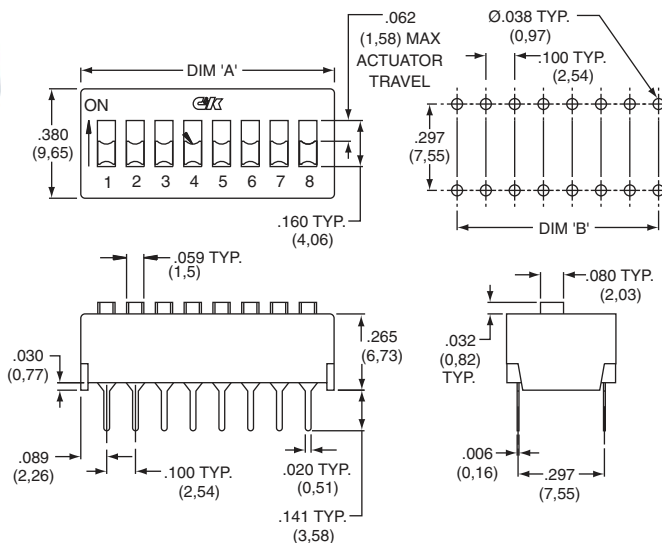 DIM 'A'
ON
C&K
1 2 3 4 5 6 7 8
.380
(9,65)
.062
(1,58) MAX
ACTUATOR
TRAVEL
.160 TYP.
(4,06)
Ø.038 TYP.
(0,97)
.100 TYP.
(2,54)
.297
(7,55)
DIM 'B'
.059 TYP.
(1,5)
.265
(6,73)
.030
(0,77)
.089
(2,26)
.100 TYP.
(2,54)
.020 TYP.
(0,51)
.141 TYP.
(3,58)
.080 TYP.
(2,03)
.032
(0,82)
TYP.
.006
(0,16)
.297
(7,55)